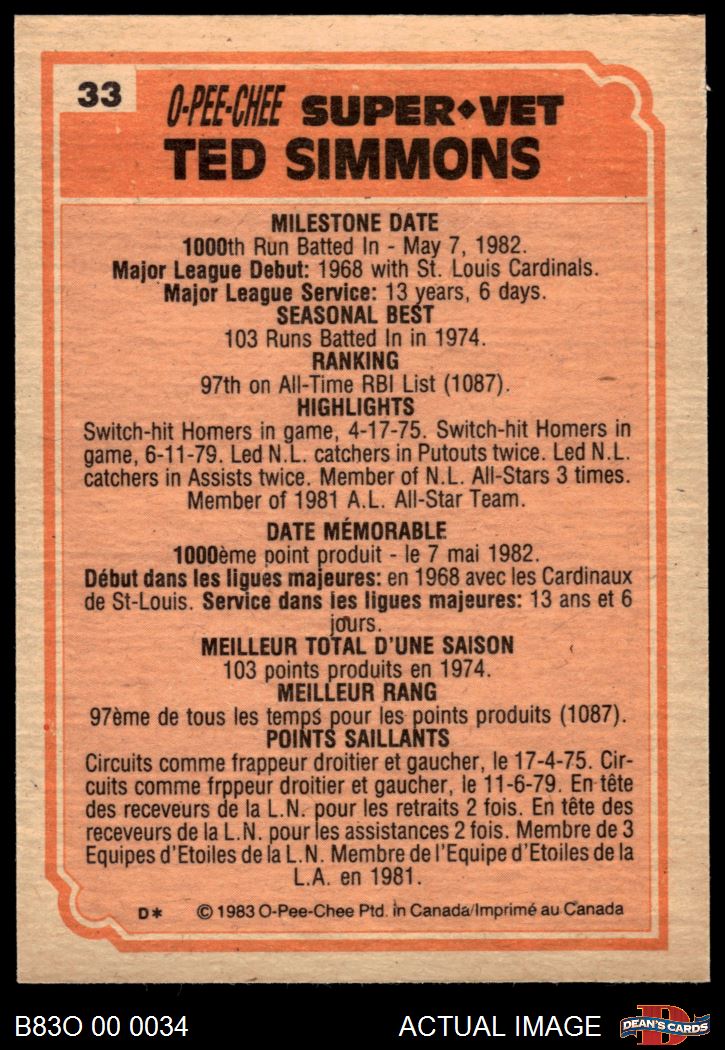 33
O-PEE-CHEE SUPER◆VET
TED SIMMONS
MILESTONE DATE
1000th Run Batted In - May 7, 1982.
Major League Debut: 1968 with St. Louis Cardinals.
Major League Service: 13 years, 6 days.
SEASONAL BEST
103 Runs Batted In in 1974.
RANKING
97th on All-Time RBI List (1087).
HIGHLIGHTS
Switch-hit Homers in game, 4-17-75. Switch-hit Homers in
game, 6-11-79. Led N.L. catchers in Putouts twice. Led N.L.
catchers in Assists twice. Member of N.L. All-Stars 3 times.
Member of 1981 A.L. All-Star Team.
DATE MÉMORABLE
1000ème point produit - le 7 mai 1982.
Début dans les ligues majeures: en 1968 avec les Cardinaux
de St-Louis. Service dans les ligues majeures: 13 ans et 6
jours.
MEILLEUR TOTAL D'UNE SAISON
103 points produits en 1974.
MEILLEUR RANG
97ème de tous les temps pour les points produits (1087).
POINTS SAILLANTS
Circuits comme frappeur droitier et gaucher, le 17-4-75. Cir-
cuits comme frppeur droitier et gaucher, le 11-6-79. En tête
des receveurs de la L.N. pour les retraits 2 fois. En tête des
receveurs de la L.N. pour les assistances 2 fois. Membre de 3
Equipes d'Etoiles de la L.N. Membre de l'Equipe d'Etoiles de la
L.A. en 1981.
D* © 1983 O-Pee-Chee Ptd. in Canada/Imprimé au Canada
B83O 00 0034 ACTUAL IMAGE D DEAN'S CARDS